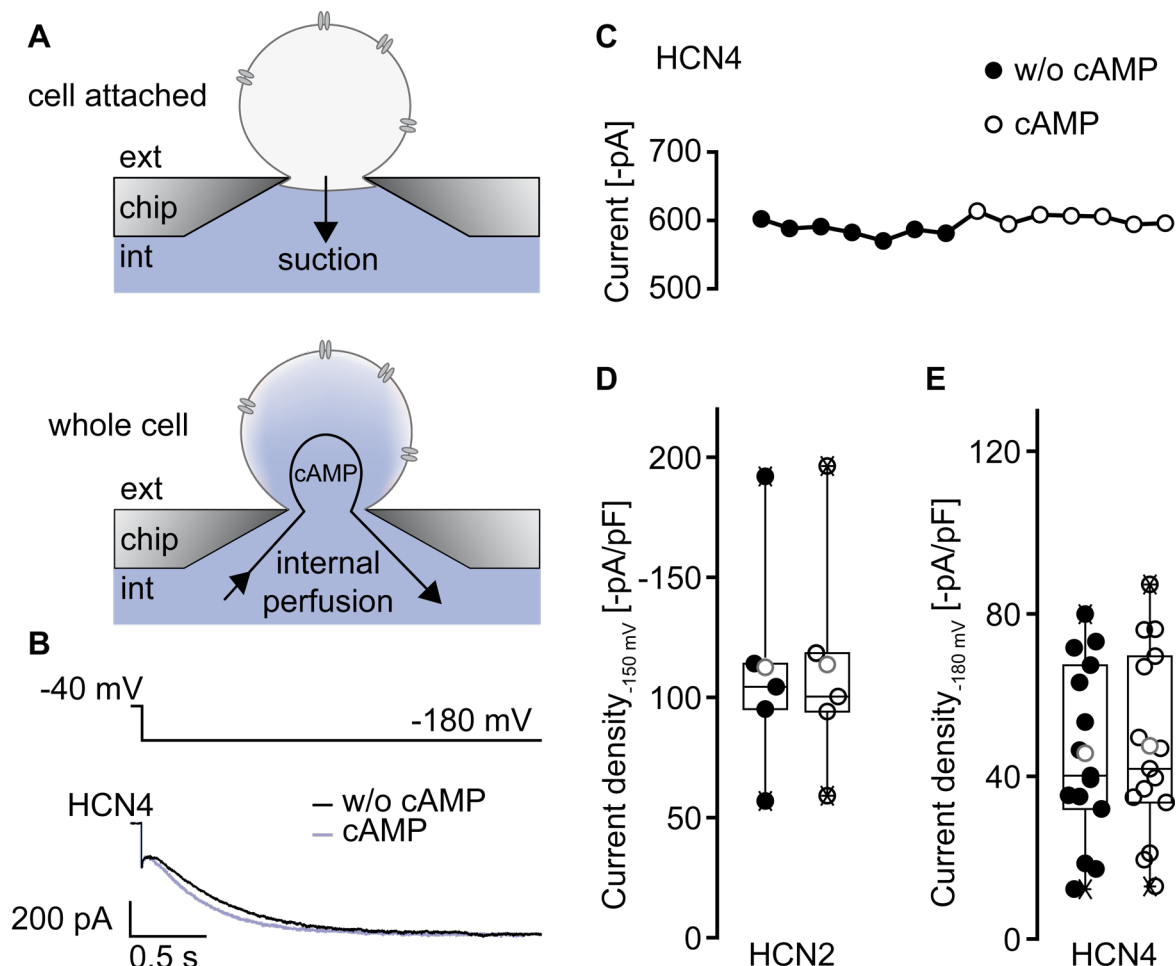 A
cell attached
ext
chip
int
suction
whole cell
cAMP
ext
chip
int
internal
perfusion
B
-40 mV
-180 mV
HCN4
w/o cAMP
cAMP
200 pA
0.5 s
C
HCN4
w/o cAMP
cAMP
Current [-pA]
700
600
500
D
Current density-150 mV [-pA/pF]
200
-150
100
50
0
HCN2
E
Current density-180 mV [-pA/pF]
120
80
40
0
HCN4